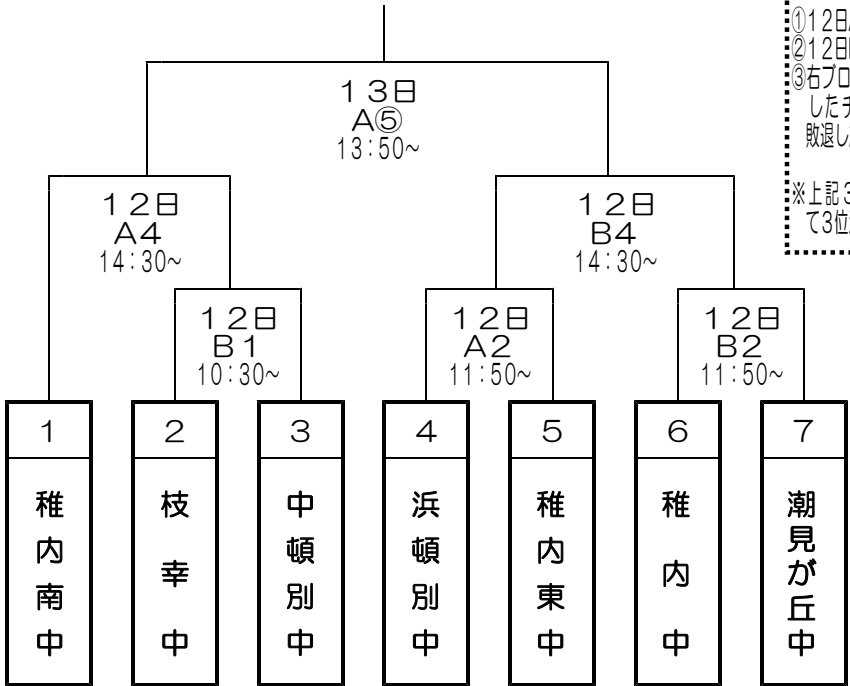 13日
A⑤
13:50~
①12日
②12日
③右ブロ
した
敗退し
※上記3
て3位
12日
A4
14:30~
12日
B4
14:30~
12日
B1
10:30~
12日
A2
11:50~
12日
B2
11:50~
1
2
3
4
5
6
7
稚内南中
枝幸中
中頓別中
浜頓別中
稚内東中
稚内中
潮見が丘中